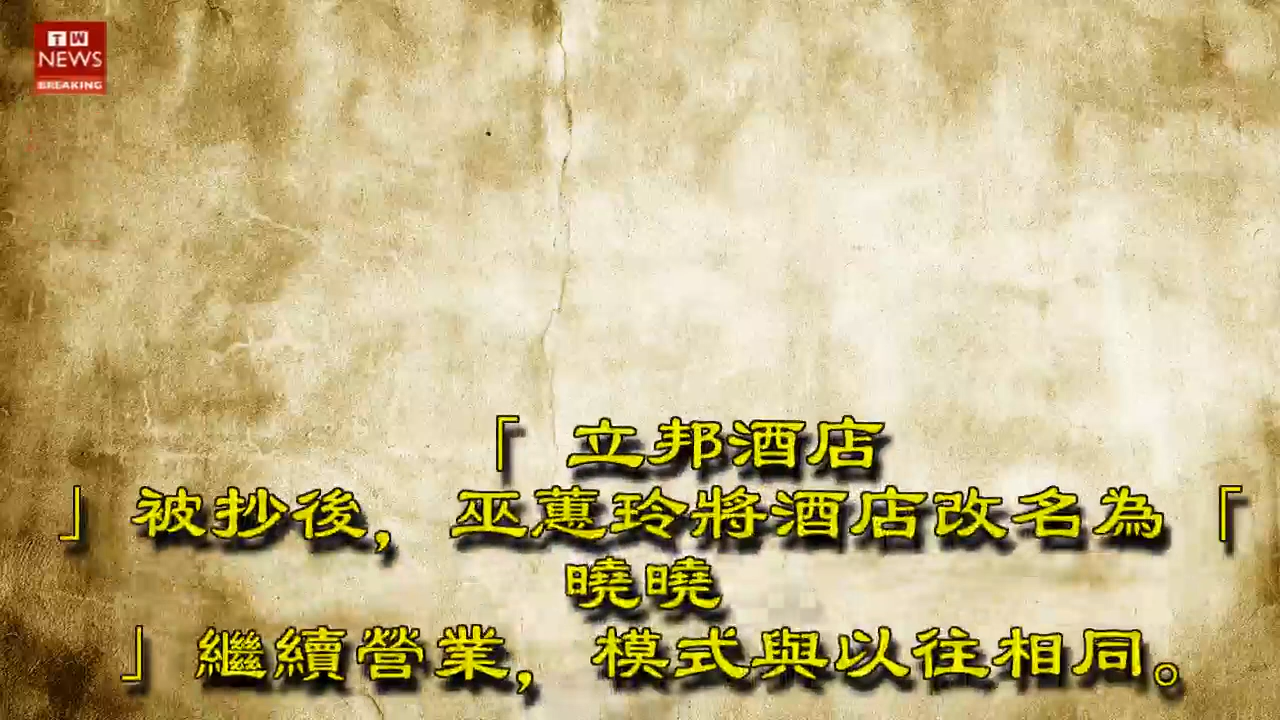 TW
NEWS
BREAKING
「 立邦酒店
」被抄後，巫蕙玲將酒店改名為「
曉曉
」繼續營業，模式與以往相同。